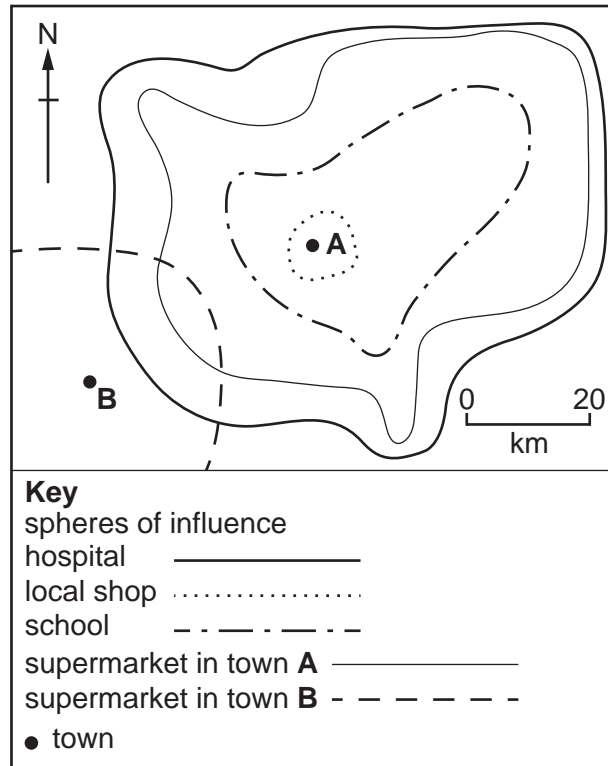 N
A
B
0 20
km
Key
spheres of influence
hospital
local shop
school
supermarket in town A
supermarket in town B
town